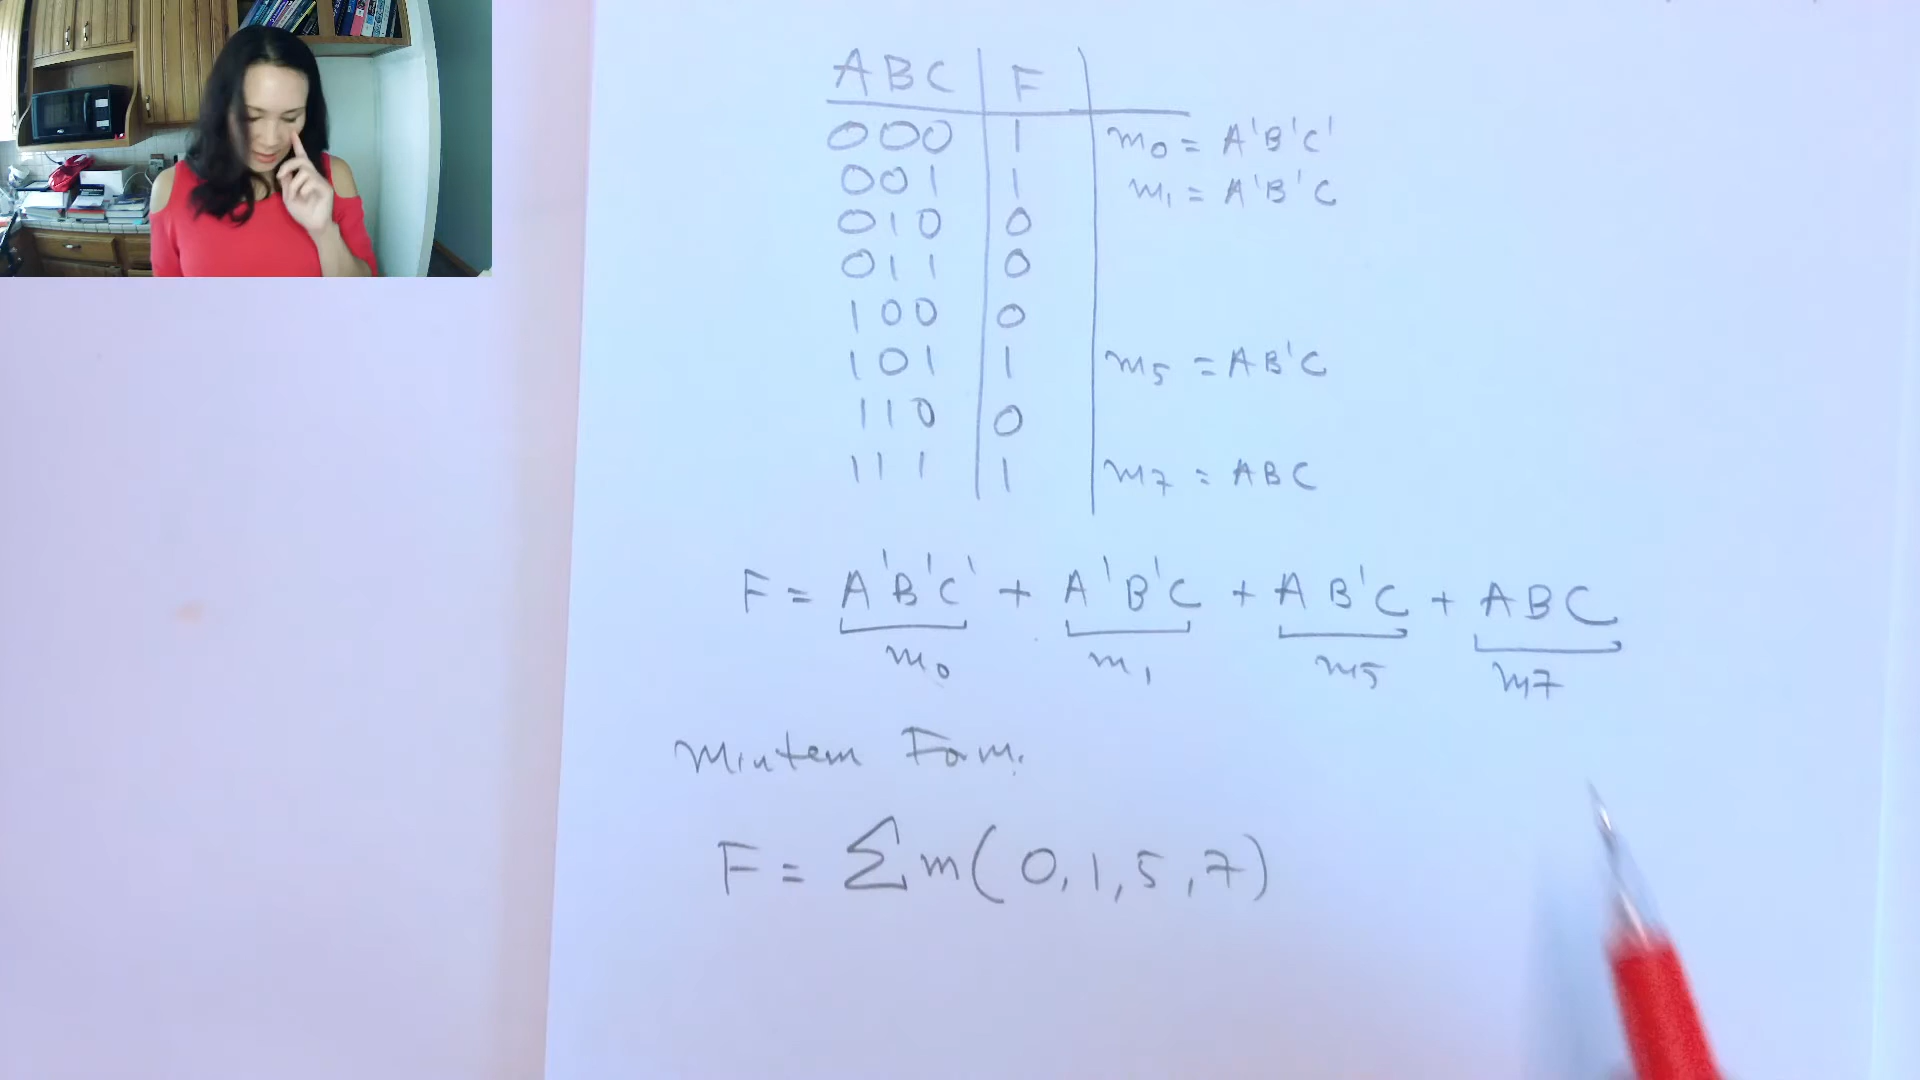 A B C F
0 0 0 1 m0 = A'B'C'
0 0 1 1 m1 = A'B'C
0 1 0 0
0 1 1 0
1 0 0 0
1 0 1 1 m5 = AB'C
1 1 0 0
1 1 1 1 m7 = ABC
F = A'B'C' + A'B'C + AB'C + ABC
m0 m1 m5 m7
Mintem Form.
F = Σm(0,1,5,7)